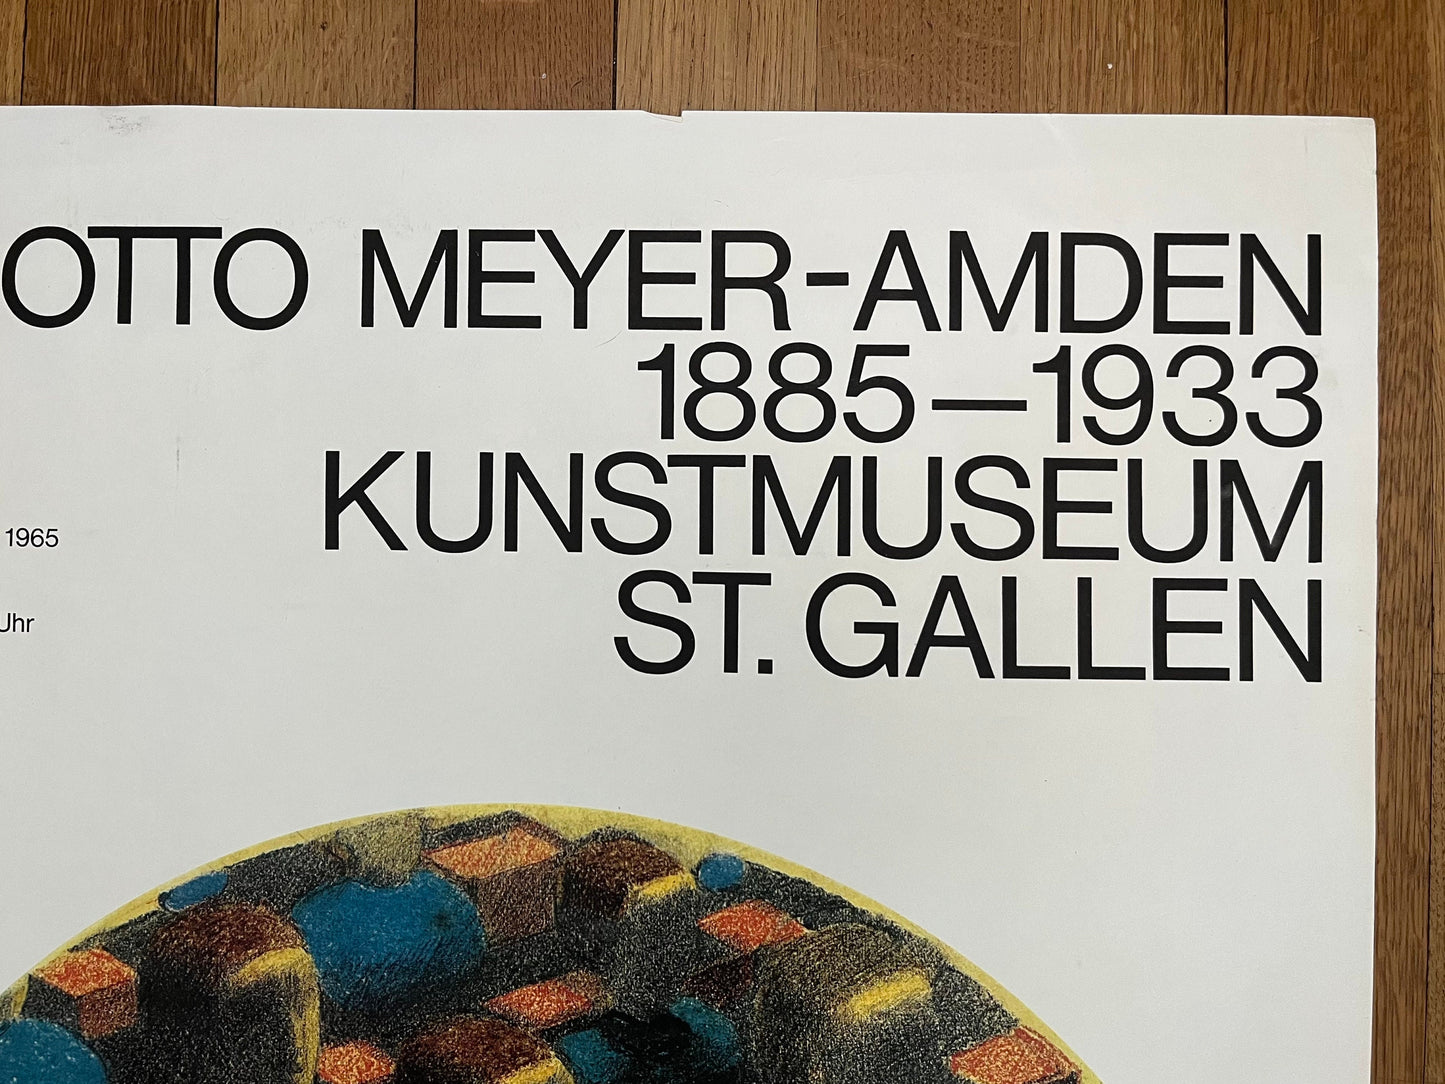 OTTO MEYER-AMDEN
1885—1933
KUNSTMUSEUM
ST. GALLEN
1965
Uhr